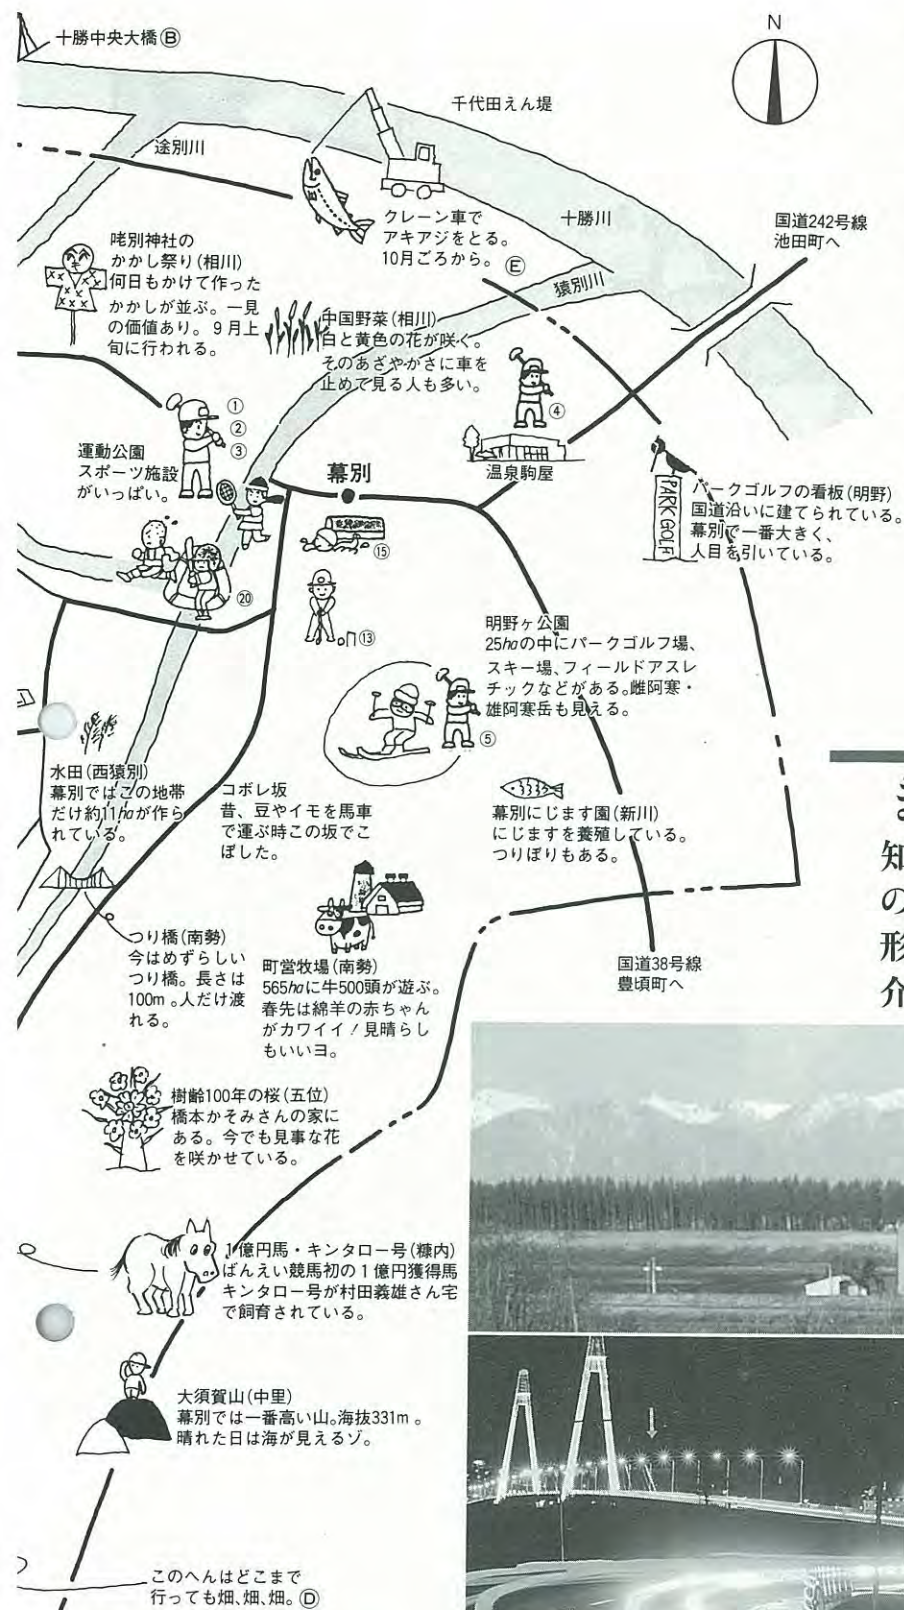 十勝中央大橋Ⓑ
N
千代田えん堤
途別川
クレーン車で
アキアジをとる。
10月ごろから。Ⓔ
十勝川
国道242号線
池田町へ
猿別川
咾別神社の
かかし祭り(相川)
何日もかけて作った
かかしが並ぶ。一見
の価値あり。9月上
旬に行われる。
中国野菜(相川)
白と黄色の花が咲く。
そのあざやかさに車を
止めて見る人も多い。
①
②
③
④
運動公園
スポーツ施設
がいっぱい。
幕別
温泉駒屋
PARK GOLF
パークゴルフの看板(明野)
国道沿いに建てられている。
幕別で一番大きく、
人目を引いている。
⑮
⑳
⑬
明野ヶ公園
25haの中にパークゴルフ場、
スキー場、フィールドアスレ
チックなどがある。雌阿寒・
雄阿寒岳も見える。
⑤
水田(西猿別)
幕別ではこの地帯
だけ約11haが作ら
れている。
コボレ坂
昔、豆やイモを馬車
で運ぶ時この坂でこ
ぼした。
幕別にじます園(新川)
にじますを養殖している。
つりぼりもある。
つり橋(南勢)
今はめずらしい
つり橋。長さは
100m。人だけ渡
れる。
町営牧場(南勢)
565haに牛500頭が遊ぶ。
春先は綿羊の赤ちゃん
がカワイイ!見晴らし
もいいヨ。
国道38号線
豊頃町へ
知
の
形
介
樹齢100年の桜(五位)
橋本かそみさんの家に
ある。今でも見事な花
を咲かせている。
1億円馬・キンタロー号(糠内)
ばんえい競馬初の1億円獲得馬
キンタロー号が村田義雄さん宅
で飼育されている。
大須賀山(中里)
幕別では一番高い山。海抜331m。
晴れた日は海が見えるゾ。
このへんはどこまで
行っても畑、畑、畑。Ⓓ